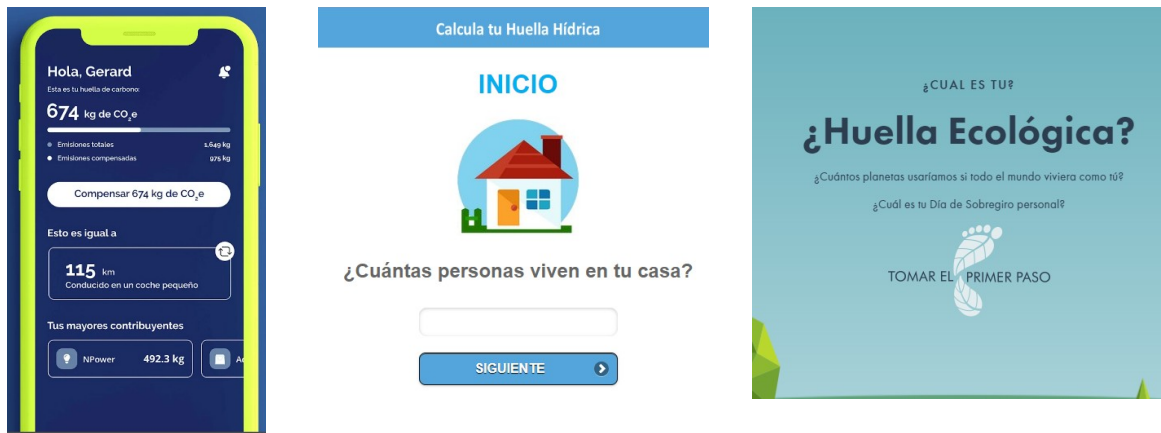 Hola, Gerard
Esta es tu huella de carbono:
674 kg de CO2e
Emisiones totales 1.649 kg
Emisiones compensadas 975 kg
Compensar 674 kg de CO2e
Esto es igual a
115 km
Conducido en un coche pequeño
Tus mayores contribuyentes
NPower 492.3 kg
Calcula tu Huella Hídrica
INICIO
¿Cuántas personas viven en tu casa?
SIGUIENTE
¿CUAL ES TU?
¿Huella Ecológica?
¿Cuántos planetas usaríamos si todo el mundo viviera como tú?
¿Cuál es tu Día de Sobregiro personal?
TOMAR EL PRIMER PASO